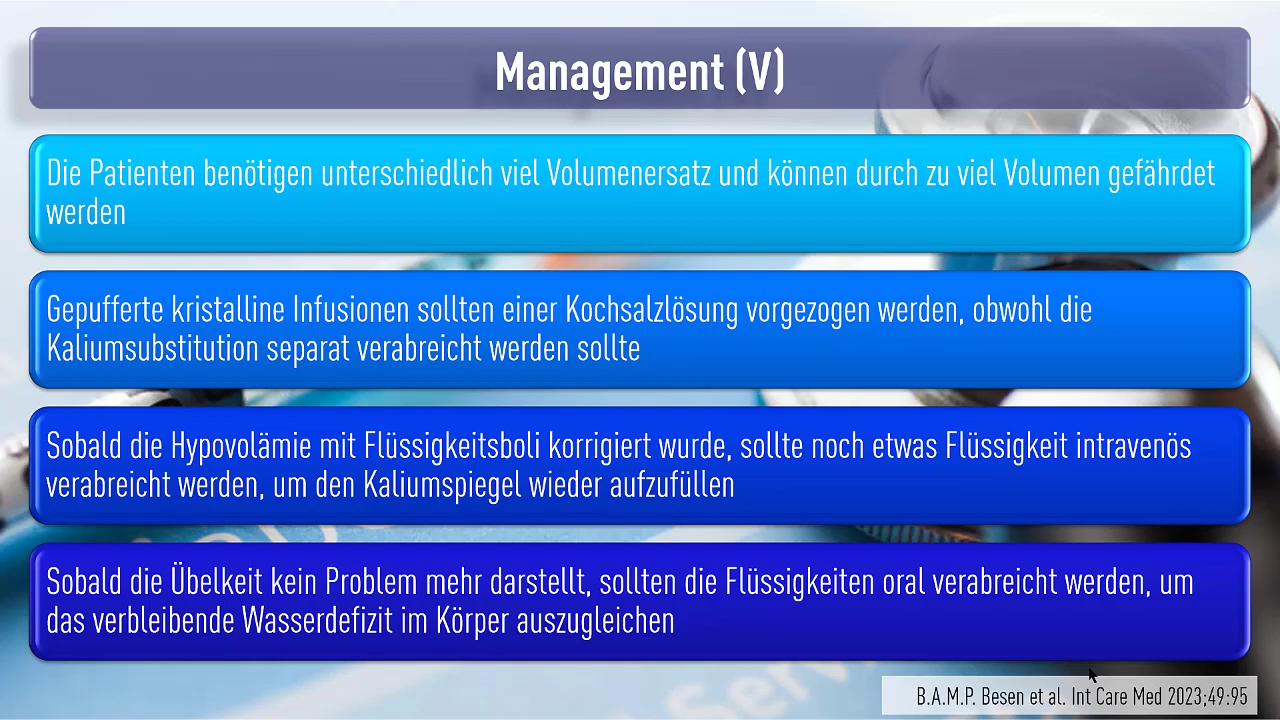 Management (V)
Die Patienten benötigen unterschiedlich viel Volumenersatz und können durch zu viel Volumen gefährdet
werden
Gepufferte kristalline Infusionen sollten einer Kochsalzlösung vorgezogen werden, obwohl die
Kaliumsubstitution separat verabreicht werden sollte
Sobald die Hypovolämie mit Flüssigkeitsboli korrigiert wurde, sollte noch etwas Flüssigkeit intravenös
verabreicht werden, um den Kaliumspiegel wieder aufzufüllen
Sobald die Übelkeit kein Problem mehr darstellt, sollten die Flüssigkeiten oral verabreicht werden, um
das verbleibende Wasserdefizit im Körper auszugleichen
B.A.M.P. Besen et al. Int Care Med 2023;49:95